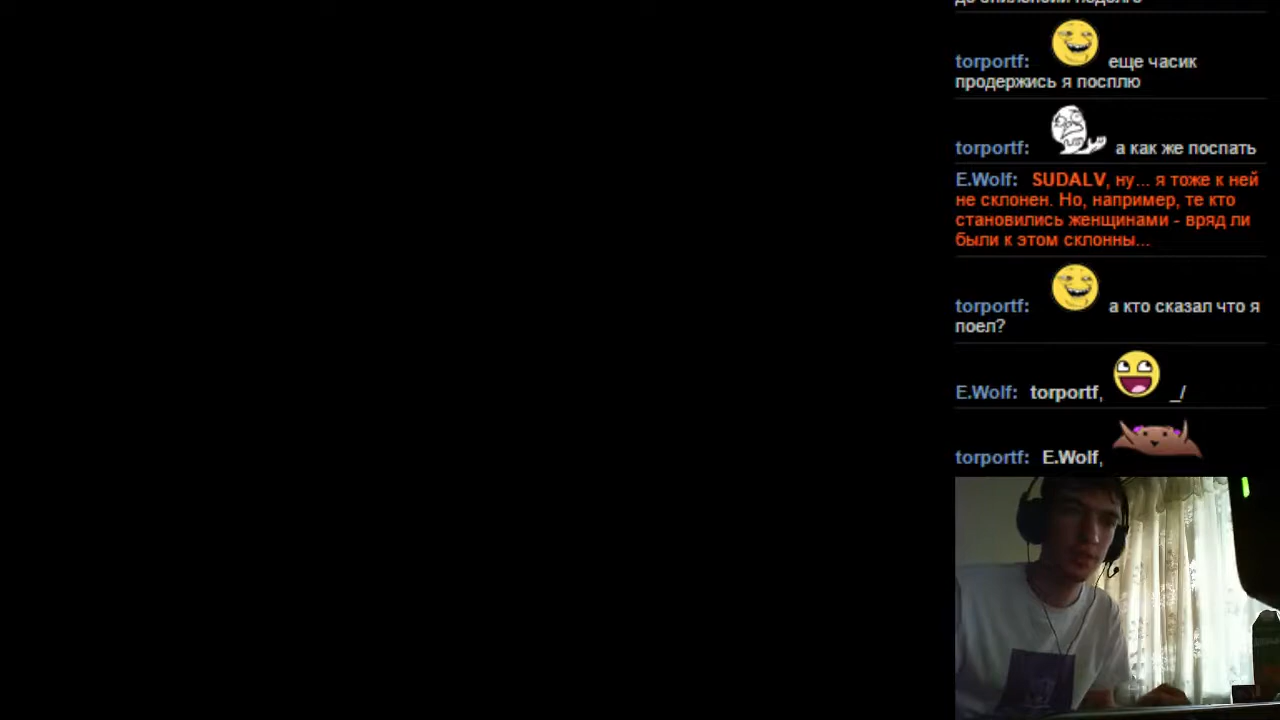 torportf: еще часик
продержись я посплю
torportf: а как же поспать
E.Wolf: SUDALV, ну... я тоже к ней
не склонен. Но, например, те кто
становились женщинами - вряд ли
были к этом склонны...
torportf: а кто сказал что я
поел?
E.Wolf: torportf, _/
torportf: E.Wolf,